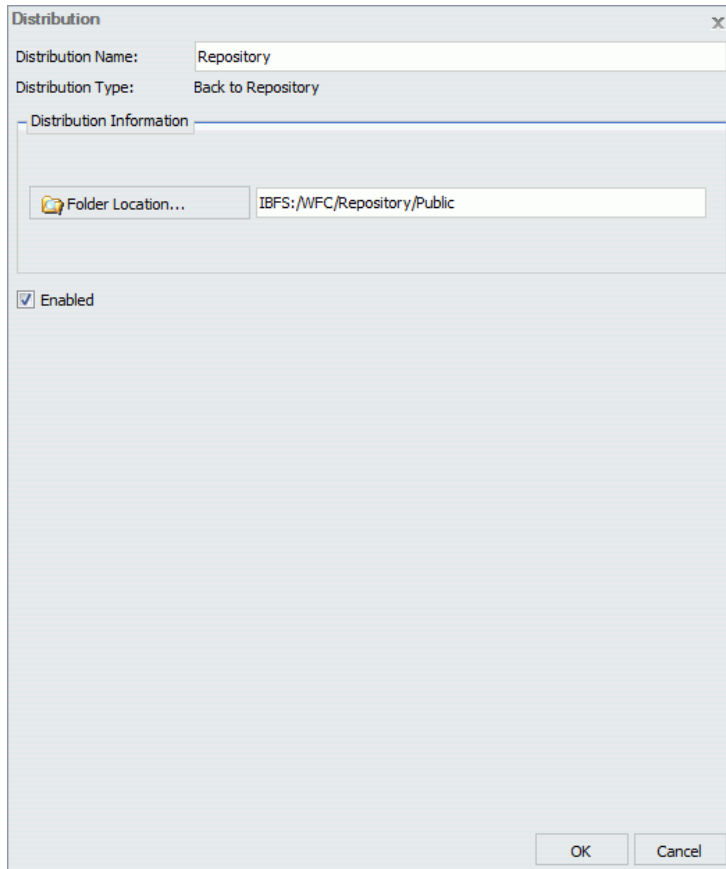 Distribution
Distribution Name: Repository
Distribution Type: Back to Repository
Distribution Information
Folder Location... IBFS:/WFC/Repository/Public
Enabled
OK Cancel